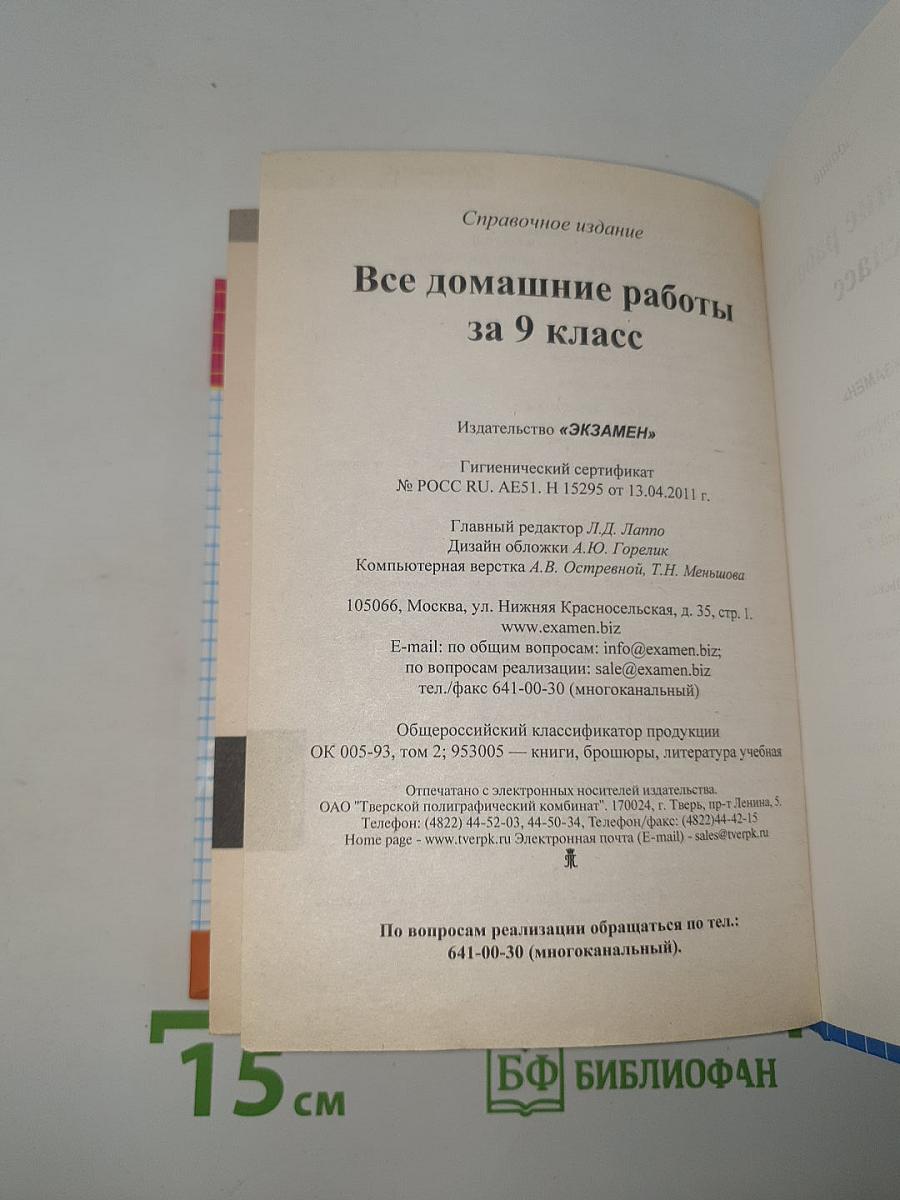 Справочное издание
Все домашние работы
за 9 класс
Издательство «ЭКЗАМЕН»
Гигиенический сертификат
№ РОСС RU. АЕ51. Н 15295 от 13.04.2011 г.
Главный редактор Л.Д. Лаппо
Дизайн обложки А.Ю. Горелик
Компьютерная верстка А.В. Остревной, Т.Н. Меньшова
105066, Москва, ул. Нижняя Красносельская, д. 35, стр. 1.
www.examen.biz
E-mail: по общим вопросам: info@examen.biz;
по вопросам реализации: sale@examen.biz
тел./факс 641-00-30 (многоканальный)
Общероссийский классификатор продукции
ОК 005-93, том 2; 953005 — книги, брошюры, литература учебная
Отпечатано с электронных носителей издательства.
ОАО "Тверской полиграфический комбинат". 170024, г. Тверь, пр-т Ленина, 5.
Телефон: (4822) 44-52-03, 44-50-34, Телефон/факс: (4822)44-42-15
Home page - www.tverpk.ru Электронная почта (E-mail) - sales@tverpk.ru
По вопросам реализации обращаться по тел.:
641-00-30 (многоканальный).
15 см
БФ БИБЛИОФАН